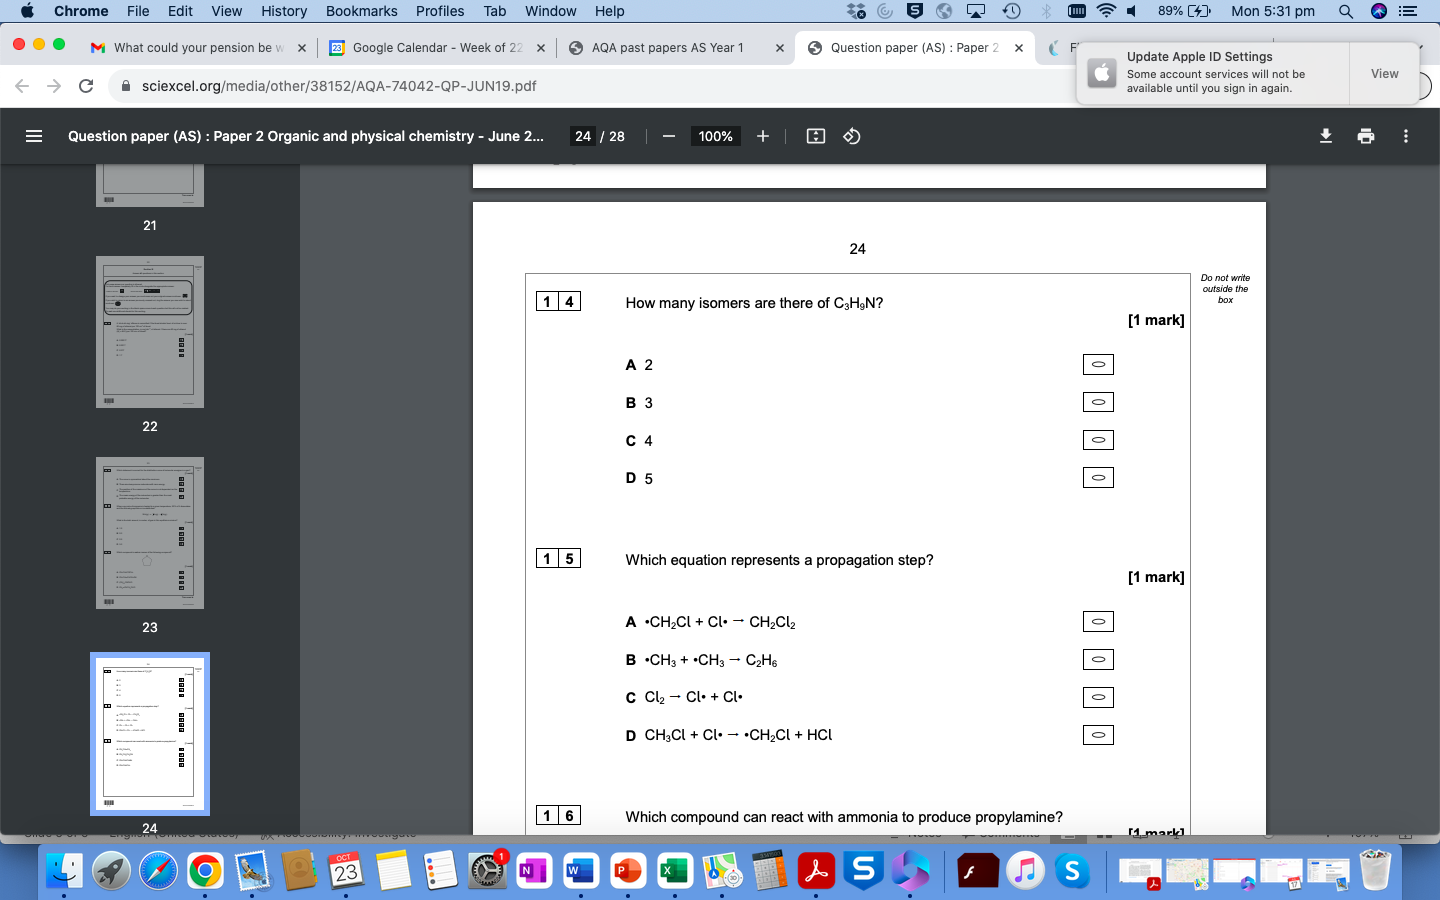 Chrome File Edit View History Bookmarks Profiles Tab Window Help 89% Mon 5:31 pm
What could your pension be w
Google Calendar - Week of 22
AQA past papers AS Year 1
Question paper (AS) : Paper 2
Update Apple ID Settings
Some account services will not be
available until you sign in again.
View
sciexcel.org/media/other/38152/AQA-74042-QP-JUN19.pdf
Question paper (AS) : Paper 2 Organic and physical chemistry - June 2... 24 / 28 100%
21
22
23
24
24
Do not write
outside the
box
1 4 How many isomers are there of C₃H₉N?
[1 mark]
A 2
B 3
C 4
D 5
1 5 Which equation represents a propagation step?
[1 mark]
A •CH₂Cl + Cl• → CH₂Cl₂
B •CH₃ + •CH₃ → C₂H₆
C Cl₂ → Cl• + Cl•
D CH₃Cl + Cl• → •CH₂Cl + HCl
1 6 Which compound can react with ammonia to produce propylamine?
[1 mark]
OCT
23
1